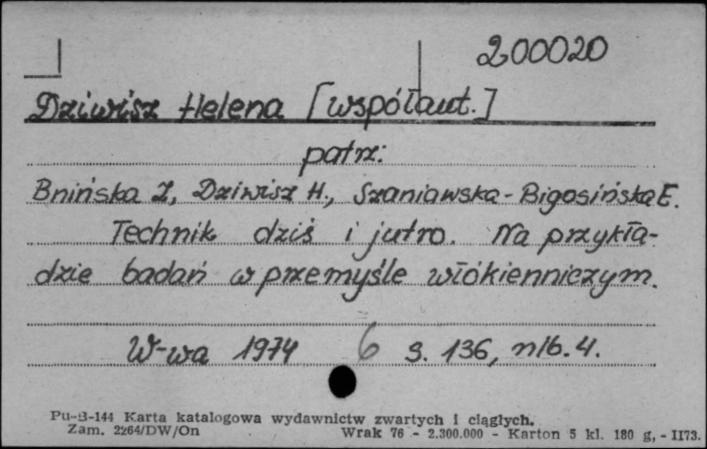 200020
Dziwisz Helena [współaut.]
patrz:
Bnińska I., Dziwisz H., Szaniawska-Bigosińska E.
Technik dziś i jutro. Na przykła-
dzie badań w przemyśle włókienniczym.
W-wa 1974 6 s. 136, nlb. 4.
Pu-B-144 Karta katalogowa wydawnictw zwartych i ciągłych.
Zam. 2264/DW/On Wrak 76 - 2.300.000 - Karton 5 kl. 180 g, - II73.